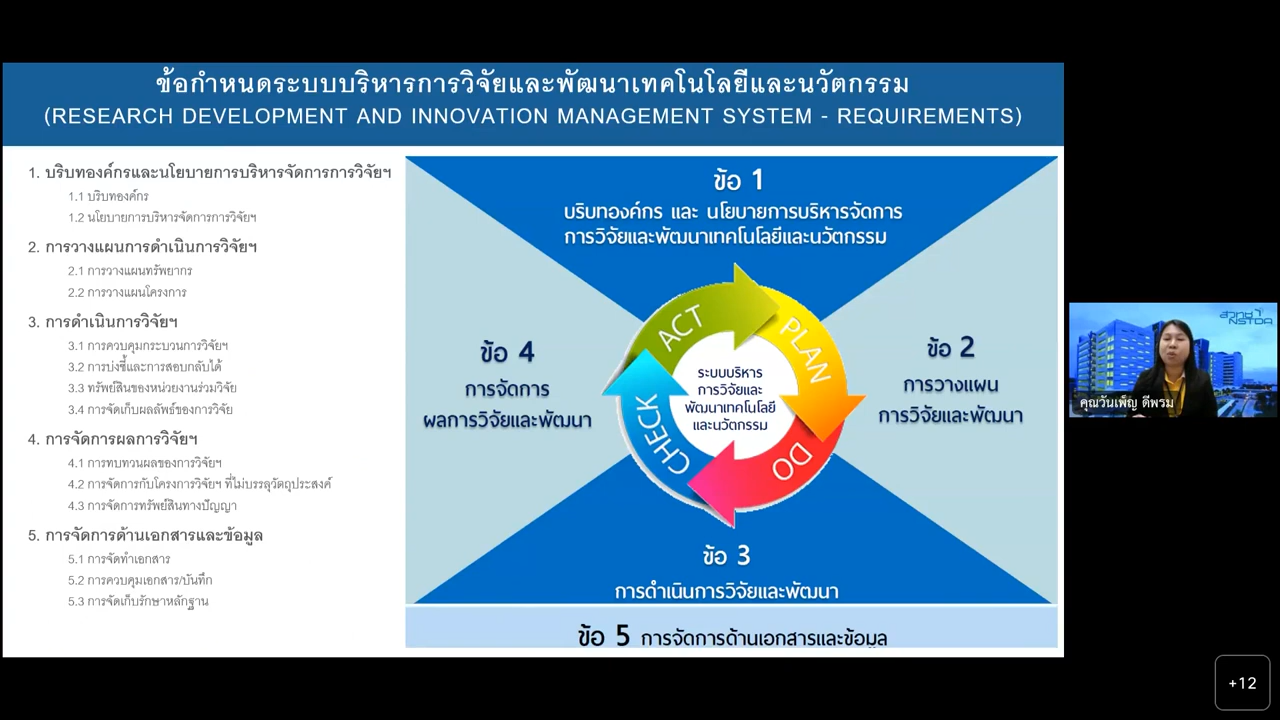 ข้อกำหนดระบบบริหารการวิจัยและพัฒนาเทคโนโลยีและนวัตกรรม
(RESEARCH DEVELOPMENT AND INNOVATION MANAGEMENT SYSTEM - REQUIREMENTS)
1. บริบทองค์กรและนโยบายการบริหารจัดการการวิจัยฯ
1.1 บริบทองค์กร
1.2 นโยบายการบริหารจัดการการวิจัยฯ
2. การวางแผนการดำเนินการวิจัยฯ
2.1 การวางแผนทรัพยากร
2.2 การวางแผนโครงการ
3. การดำเนินการวิจัยฯ
3.1 การควบคุมกระบวนการวิจัยฯ
3.2 การบ่งชี้และการสอบกลับได้
3.3 ทรัพย์สินของหน่วยงานร่วมวิจัย
3.4 การจัดเก็บผลลัพธ์ของการวิจัย
4. การจัดการผลการวิจัยฯ
4.1 การทบทวนผลของการวิจัยฯ
4.2 การจัดการกับโครงการวิจัยฯ ที่ไม่บรรลุวัตถุประสงค์
4.3 การจัดการทรัพย์สินทางปัญญา
5. การจัดการด้านเอกสารและข้อมูล
5.1 การจัดทำเอกสาร
5.2 การควบคุมเอกสาร/บันทึก
5.3 การจัดเก็บรักษาหลักฐาน
ข้อ 1
บริบทองค์กร และ นโยบายการบริหารจัดการ
การวิจัยและพัฒนาเทคโนโลยีและนวัตกรรม
ACT
PLAN
DO
CHECK
ระบบบริหาร
การวิจัยและ
พัฒนาเทคโนโลยี
และนวัตกรรม
ข้อ 4
การจัดการ
ผลการวิจัยและพัฒนา
ข้อ 2
การวางแผน
การวิจัยและพัฒนา
ข้อ 3
การดำเนินการวิจัยและพัฒนา
ข้อ 5 การจัดการด้านเอกสารและข้อมูล
สวทช
NSTDA
คุณวันเพ็ญ ดีพรม
+12